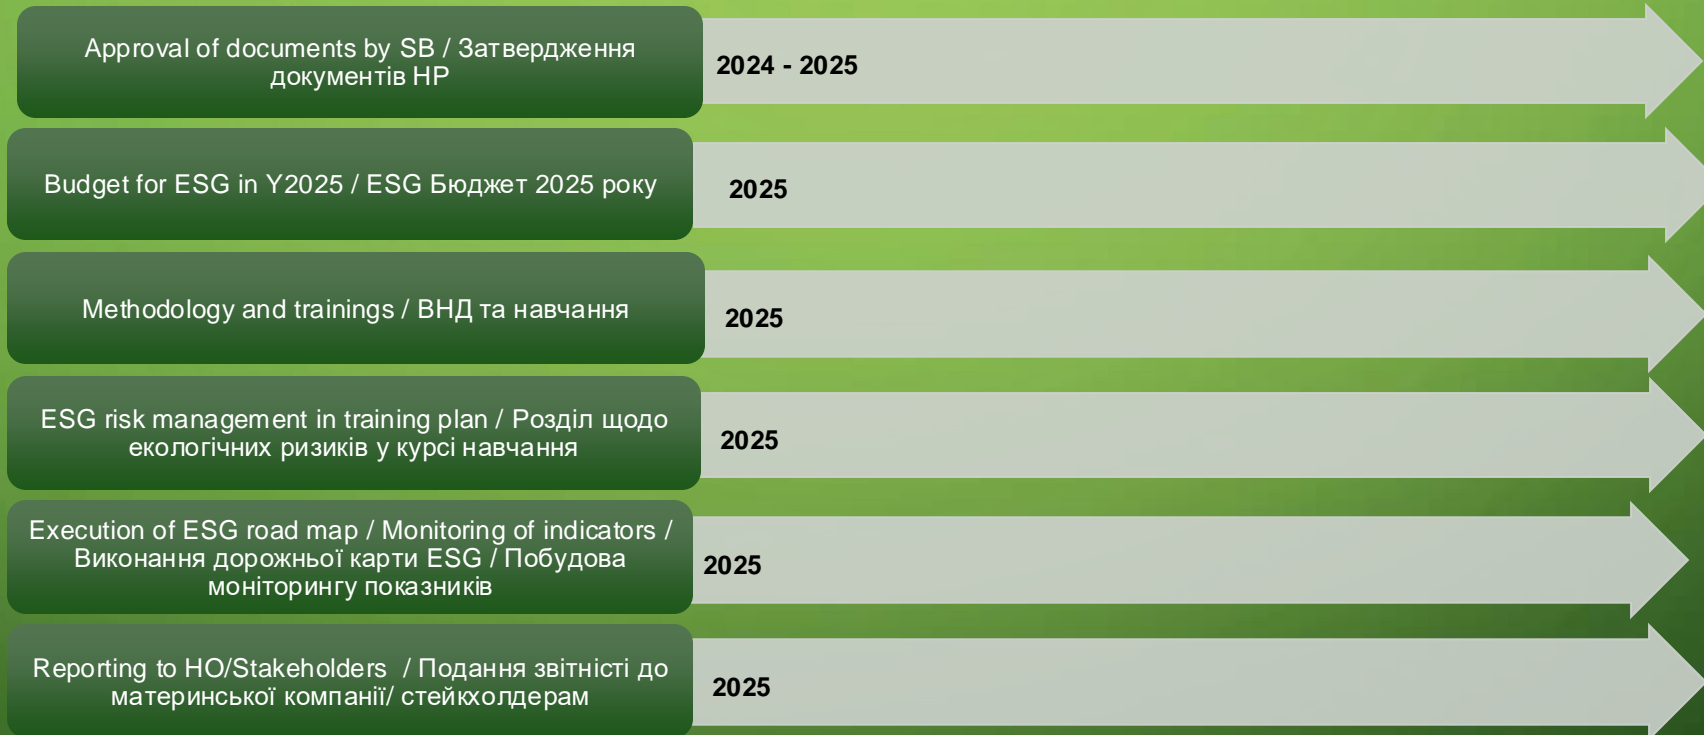 Approval of documents by SB / Затвердження
документів НР
2024 - 2025
Budget for ESG in Y2025 / ESG Бюджет 2025 року
2025
Methodology and trainings / ВНД та навчання
2025
ESG risk management in training plan / Розділ щодо
екологічних ризиків у курсі навчання
2025
Execution of ESG road map / Monitoring of indicators /
Виконання дорожньої карти ESG / Побудова
моніторингу показників
2025
Reporting to HO/Stakeholders / Подання звітністі до
материнської компанії/ стейкхолдерам
2025